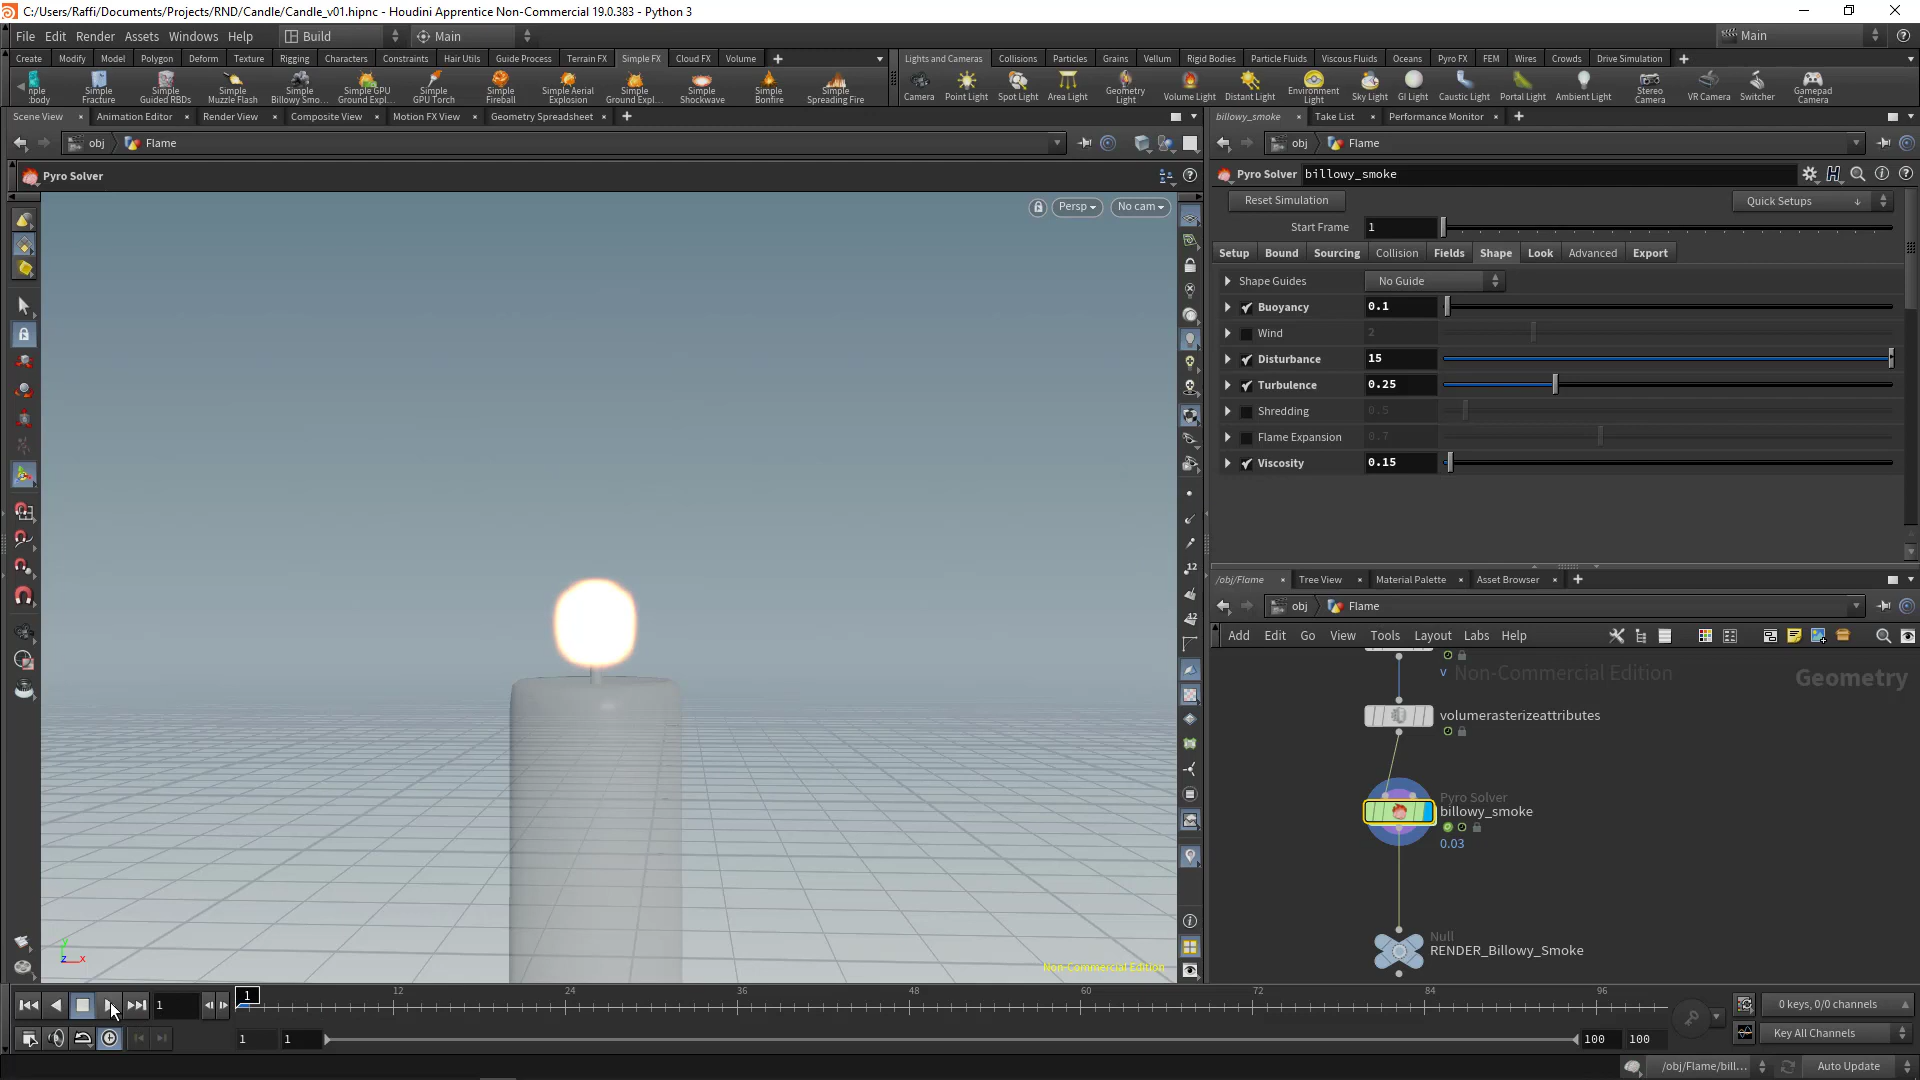 C:/Users/Raffi/Documents/Projects/RND/Candle/Candle_v01.hipnc - Houdini Apprentice Non-Commercial 19.0.383 - Python 3
File Edit Render Assets Windows Help Build Main Main
Create Modify Model Polygon Deform Texture Rigging Characters Constraints Hair Utils Guide Process Terrain FX Simple FX Cloud FX Volume
Lights and Cameras Collisions Particles Grains Vellum Rigid Bodies Particle Fluids Viscous Fluids Oceans Pyro FX FEM Wires Crowds Drive Simulation
Simple Fracture
Simple Guided RBDs
Simple Muzzle Flash
Simple Billowy Smo...
Simple GPU Ground Expl...
Simple GPU Torch
Simple Fireball
Simple Aerial Explosion
Simple Ground Expl...
Simple Shockwave
Simple Bonfire
Simple Spreading Fire
Camera
Point Light
Spot Light
Area Light
Geometry Light
Volume Light
Distant Light
Environment Light
Sky Light
GI Light
Caustic Light
Portal Light
Ambient Light
Stereo Camera
VR Camera
Switcher
Gamepad Camera
Scene View Animation Editor Render View Composite View Motion FX View Geometry Spreadsheet
billowy_smoke Take List Performance Monitor
obj Flame
obj Flame
Pyro Solver
Pyro Solver billowy_smoke
Persp No cam
Reset Simulation Quick Setups
Start Frame 1
Setup Bound Sourcing Collision Fields Shape Look Advanced Export
Shape Guides No Guide
Buoyancy 0.1
Wind 2
Disturbance 15
Turbulence 0.25
Shredding 0.5
Flame Expansion 0.7
Viscosity 0.15
/obj/Flame Tree View Material Palette Asset Browser
obj Flame
Add Edit Go View Tools Layout Labs Help
v Non-Commercial Edition Geometry
volumerasterizeattributes
Pyro Solver
billowy_smoke
0.03
Null
RENDER_Billowy_Smoke
y
z x
Non-Commercial Edition
1 1 12 24 36 48 60 72 84 96
0 keys, 0/0 channels
1 1 100 100 Key All Channels
/obj/Flame/bill... Auto Update